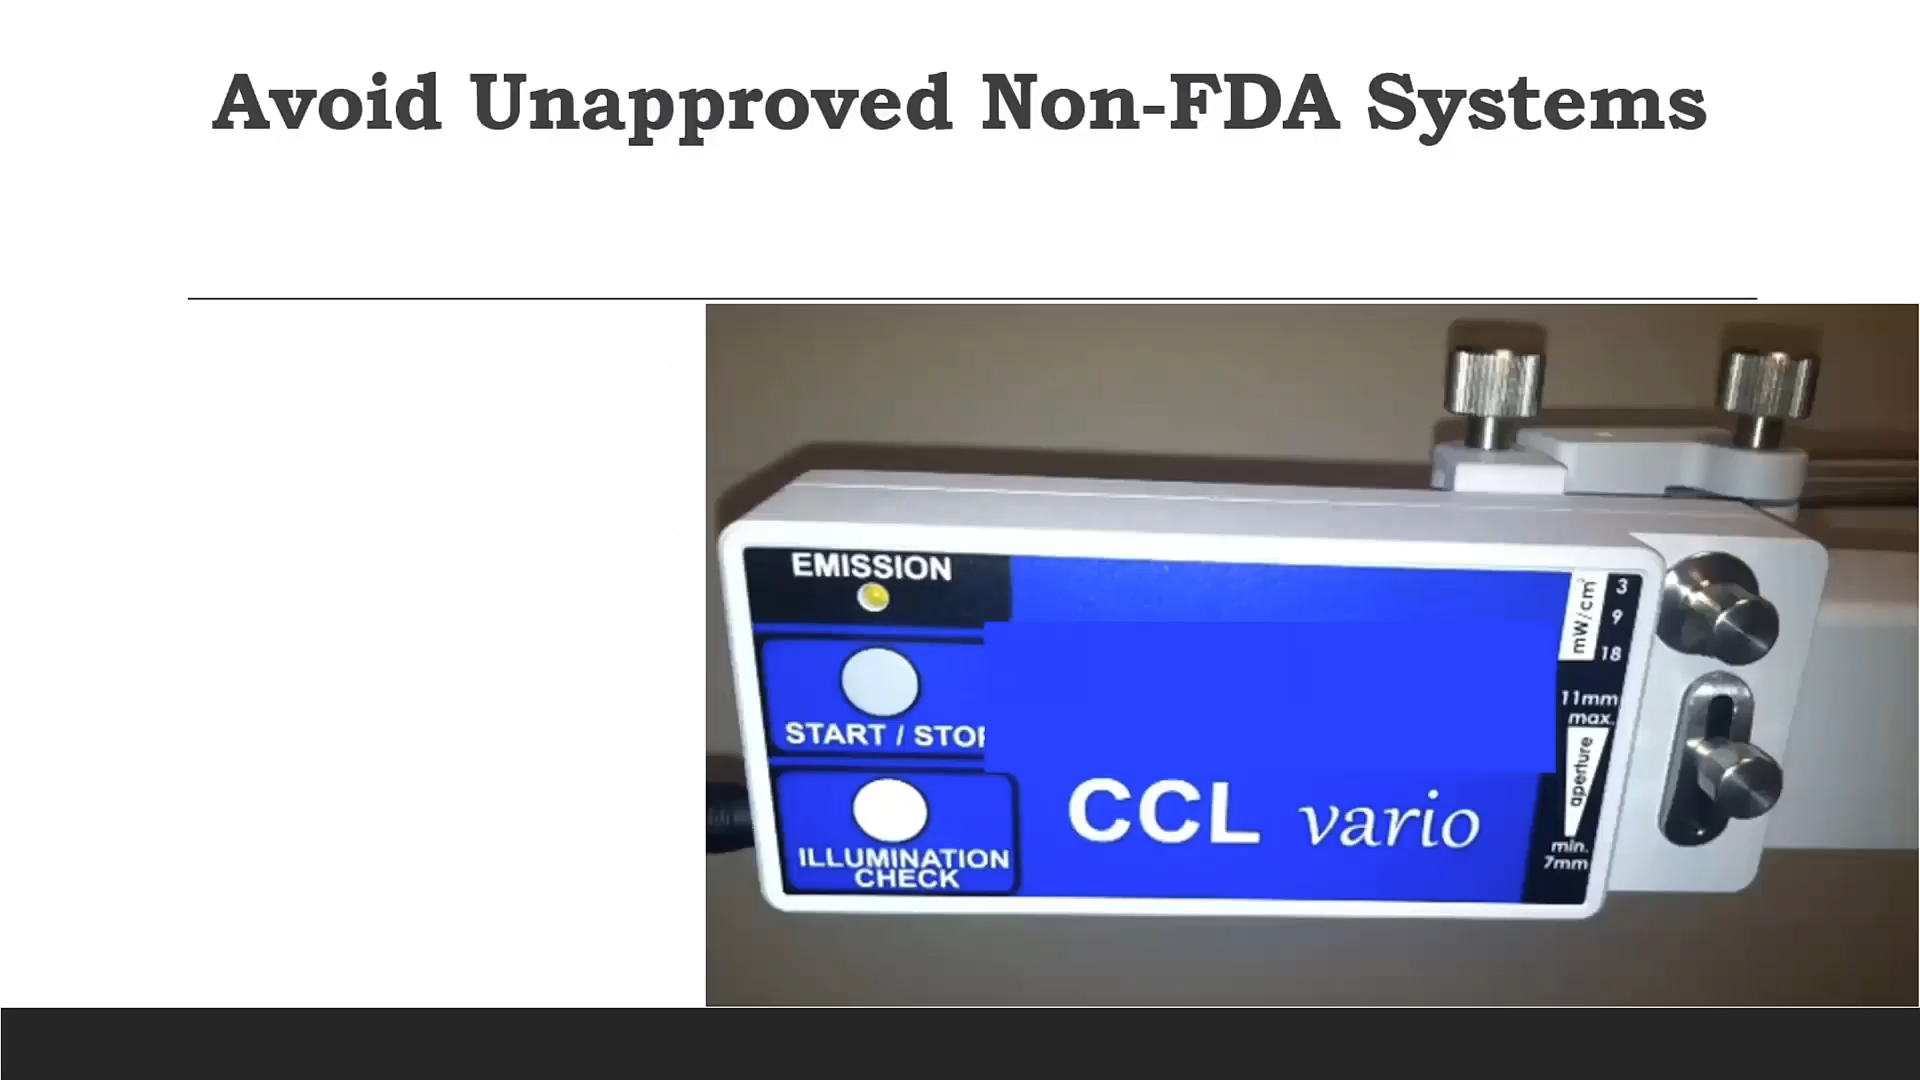 Avoid Unapproved Non-FDA Systems
EMISSION
START / STOP
ILLUMINATION
CHECK
CCL vario
mW/cm²
3
9
18
11mm
max.
aperture
min.
7mm